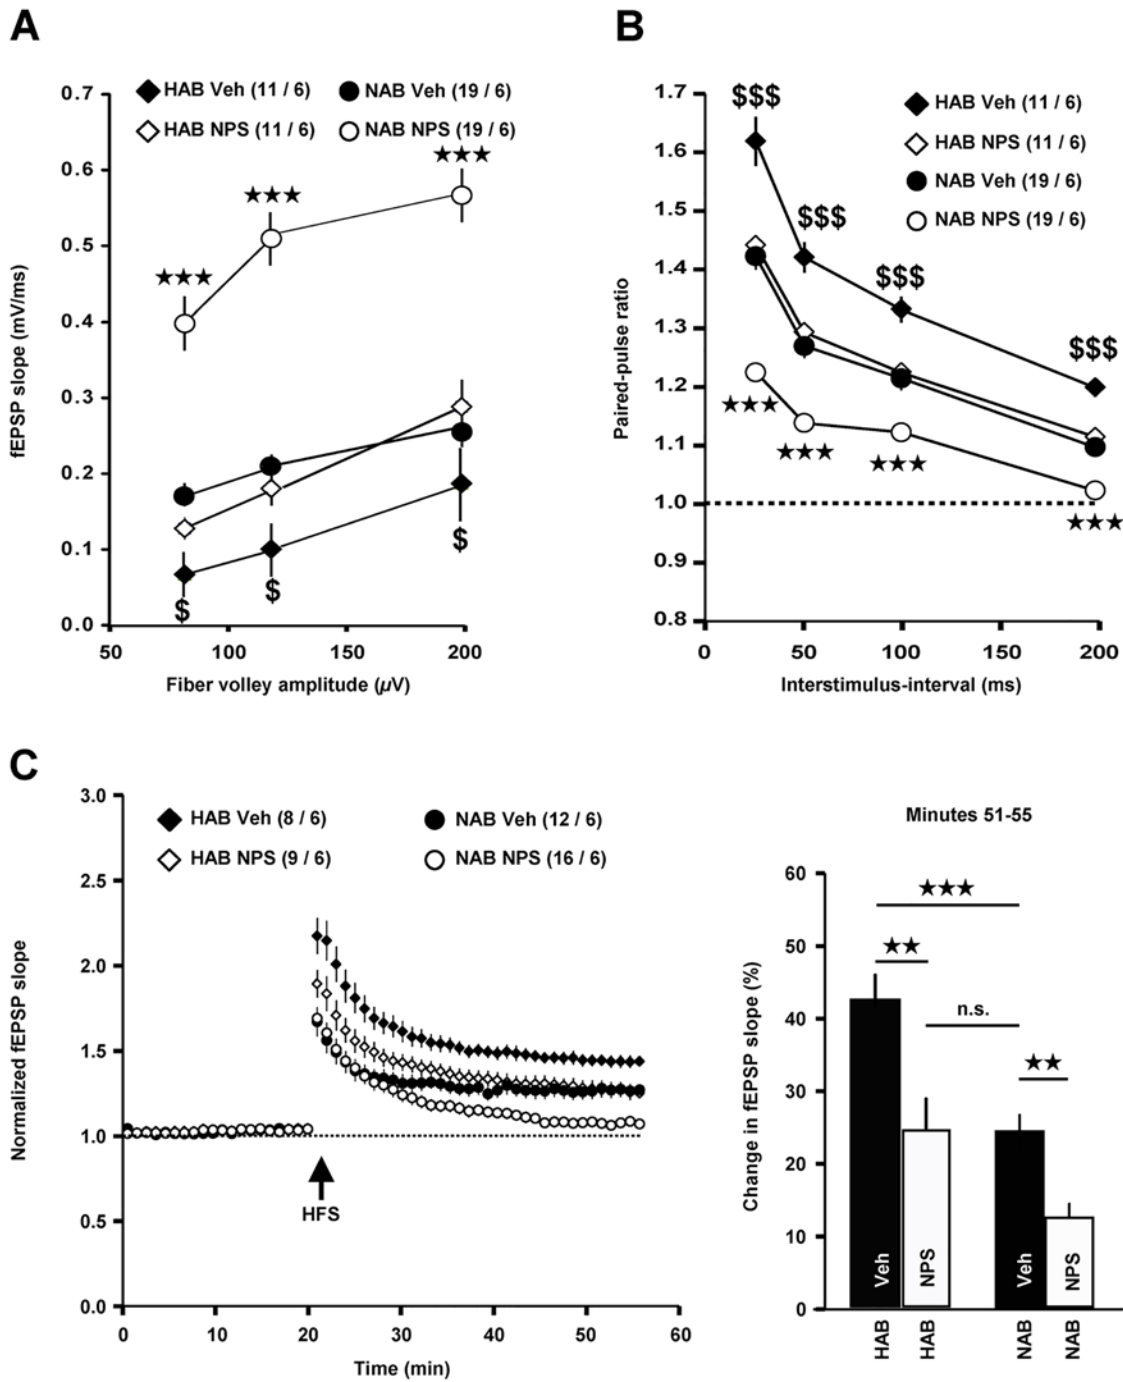 A
HAB Veh (11 / 6)
NAB Veh (19 / 6)
HAB NPS (11 / 6)
NAB NPS (19 / 6)
0.7
0.6
0.5
0.4
0.3
0.2
0.1
0.0
★★★
★★★
★★★
$
$
$
50
100
150
200
fEPSP slope (mV/ms)
Fiber volley amplitude (µV)
B
HAB Veh (11 / 6)
HAB NPS (11 / 6)
NAB Veh (19 / 6)
NAB NPS (19 / 6)
1.7
1.6
1.5
1.4
1.3
1.2
1.1
1.0
0.9
0.8
$$$
$$$
$$$
$$$
★★★
★★★
★★★
★★★
0
50
100
150
200
Paired-pulse ratio
Interstimulus-interval (ms)
C
HAB Veh (8 / 6)
NAB Veh (12 / 6)
HAB NPS (9 / 6)
NAB NPS (16 / 6)
3.0
2.5
2.0
1.5
1.0
0.5
0.0
HFS
0
10
20
30
40
50
60
Normalized fEPSP slope
Time (min)
Minutes 51-55
60
50
40
30
20
10
0
★★★
★★
n.s.
★★
Change in fEPSP slope (%)
Veh
NPS
Veh
NPS
HAB
HAB
NAB
NAB